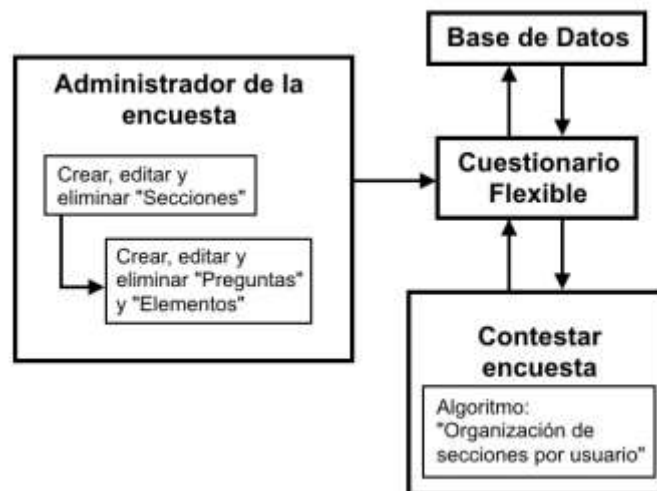 Administrador de la
encuesta
Crear, editar y
eliminar "Secciones"
Crear, editar y
eliminar "Preguntas"
y "Elementos"
Base de Datos
Cuestionario
Flexible
Contestar
encuesta
Algoritmo:
"Organización de
secciones por usuario"